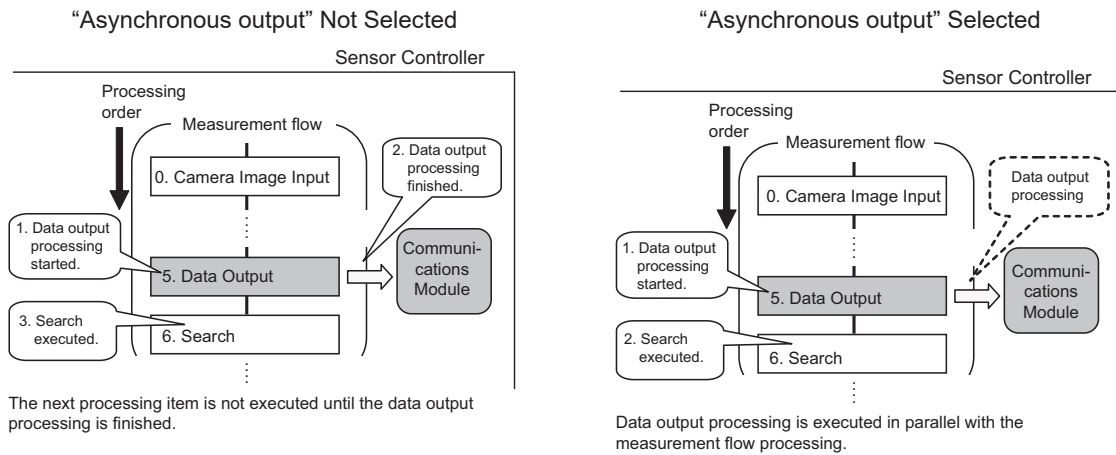 “Asynchronous output” Not Selected
Sensor Controller
Processing
order
Measurement flow
0. Camera Image Input
2. Data output
processing
finished.
1. Data output
processing
started.
5. Data Output
Communi-
cations
Module
3. Search
executed.
6. Search
The next processing item is not executed until the data output
processing is finished.
“Asynchronous output” Selected
Sensor Controller
Processing
order
Measurement flow
0. Camera Image Input
Data output
processing
1. Data output
processing
started.
5. Data Output
Communi-
cations
Module
2. Search
executed.
6. Search
Data output processing is executed in parallel with the
measurement flow processing.